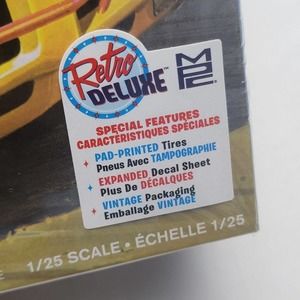 Retro
DELUXE™
MPC
SPECIAL FEATURES
CARACTÉRISTIQUES SPÉCIALES
PAD-PRINTED Tires
Pneus Avec TAMPOGRAPHIE
EXPANDED Decal Sheet
Plus De DÉCALQUES
VINTAGE Packaging
Emballage VINTAGE
1/25 SCALE • ÉCHELLE 1/25